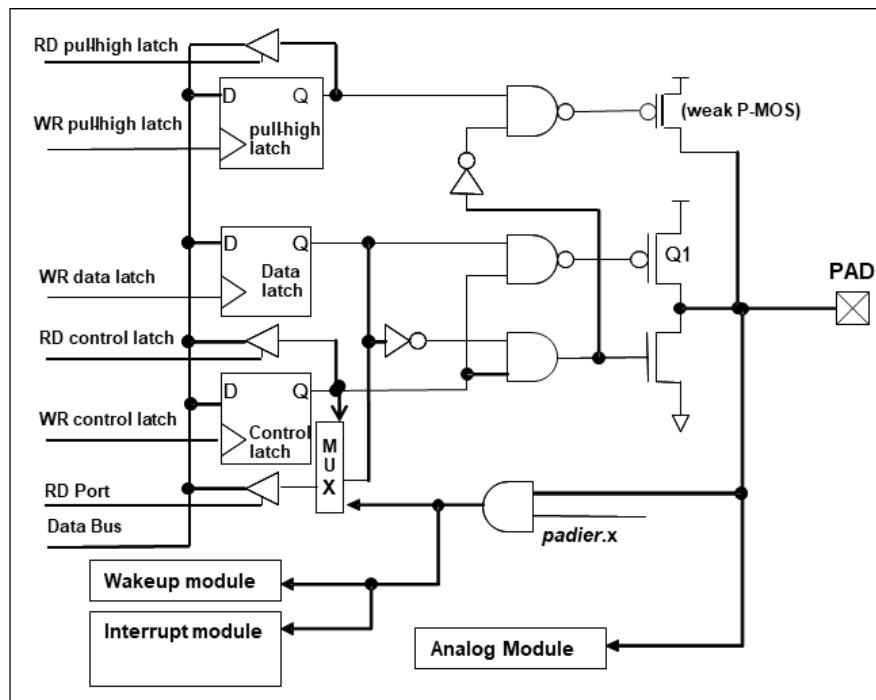 RD pull-high latch
D Q
(weak P-MOS)
WR pull-high latch
pull-high
latch
D Q
Data
latch
Q1
PAD
WR data latch
RD control latch
D Q
WR control latch
Control
latch
M
U
X
RD Port
Data Bus
padier.x
Wakeup module
Interrupt module
Analog Module